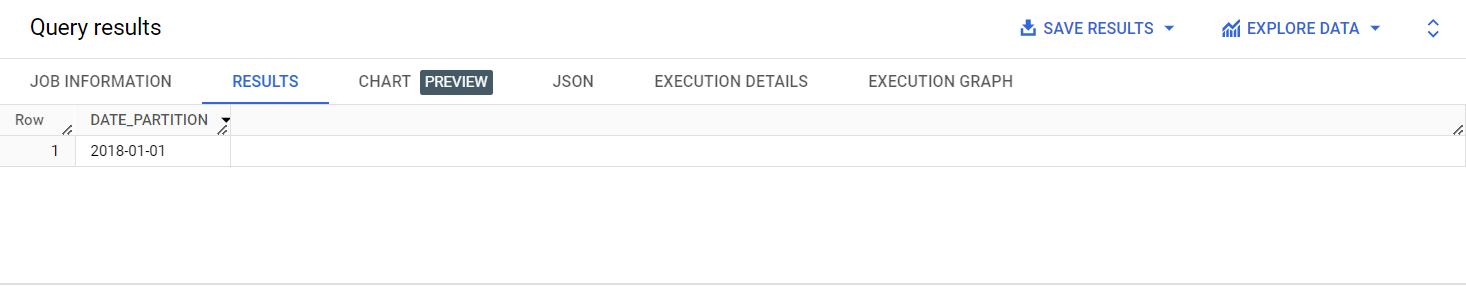 Query results
SAVE RESULTS
EXPLORE DATA
JOB INFORMATION RESULTS CHART PREVIEW JSON EXECUTION DETAILS EXECUTION GRAPH
Row DATE_PARTITION
1 2018-01-01